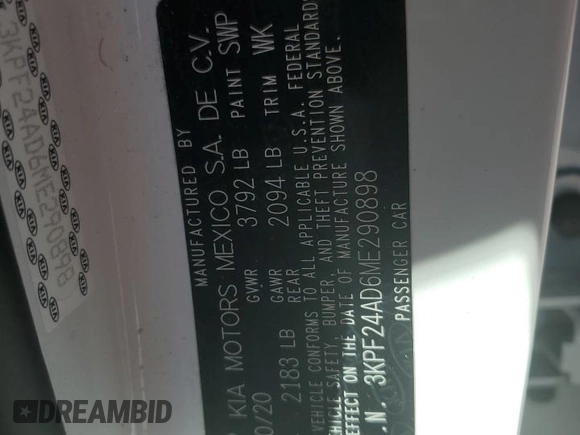 MANUFACTURED BY
KIA MOTORS MEXICO S.A. DE C.V.
0/20 GVWR 3792 LB PAINT SWP
GAWR
2183 LB REAR 2094 LB TRIM WK
VEHICLE CONFORMS TO ALL APPLICABLE U.S.A. FEDERAL
VEHICLE SAFETY, BUMPER, AND THEFT PREVENTION STANDARDS
EFFECT ON THE DATE OF MANUFACTURE SHOWN ABOVE.
.N. 3KPF24AD6ME290898
PASSENGER CAR
3KPF24AD6ME290898
DREAMBID